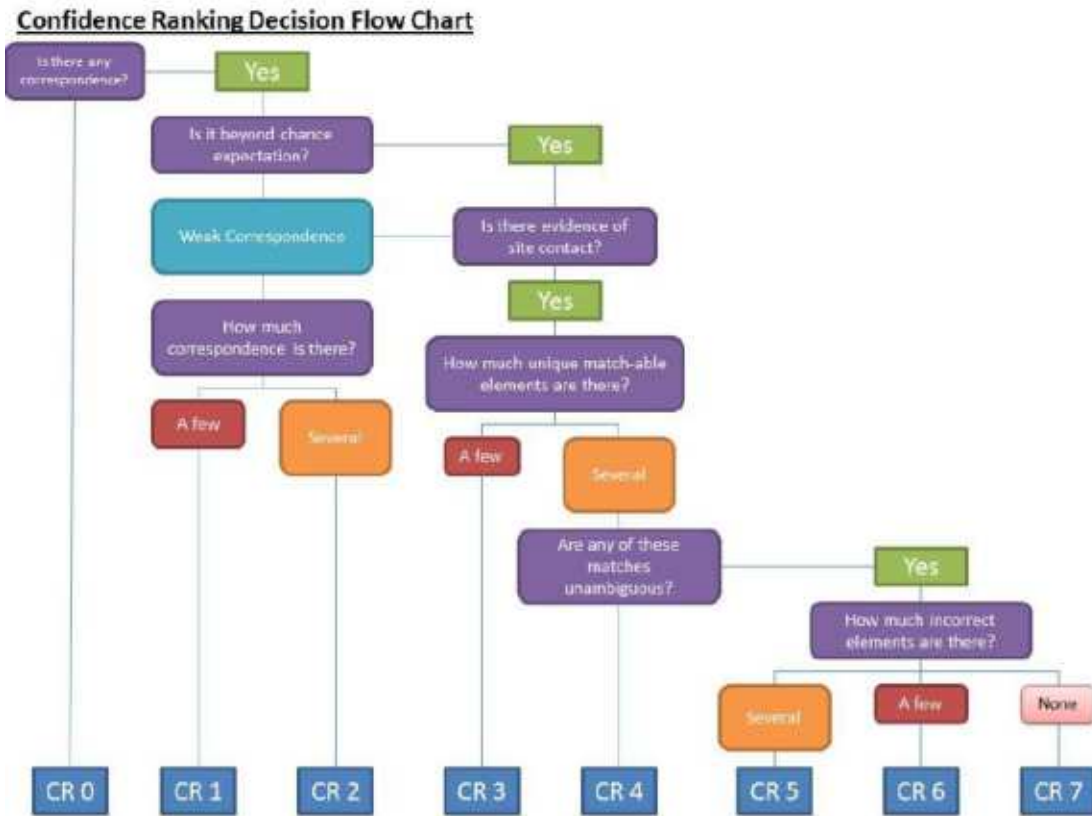 Confidence Ranking Decision Flow Chart
Is there any
correspondence?
Yes
Is it beyond chance
expectation?
Yes
Weak Correspondence
Is there evidence of
site contact?
Yes
How much
correspondence is there?
How much unique match-able
elements are there?
A few
Several
A few
Several
Are any of these
matches
unambiguous?
Yes
How much incorrect
elements are there?
Several
A few
None
CR 0
CR 1
CR 2
CR 3
CR 4
CR 5
CR 6
CR 7